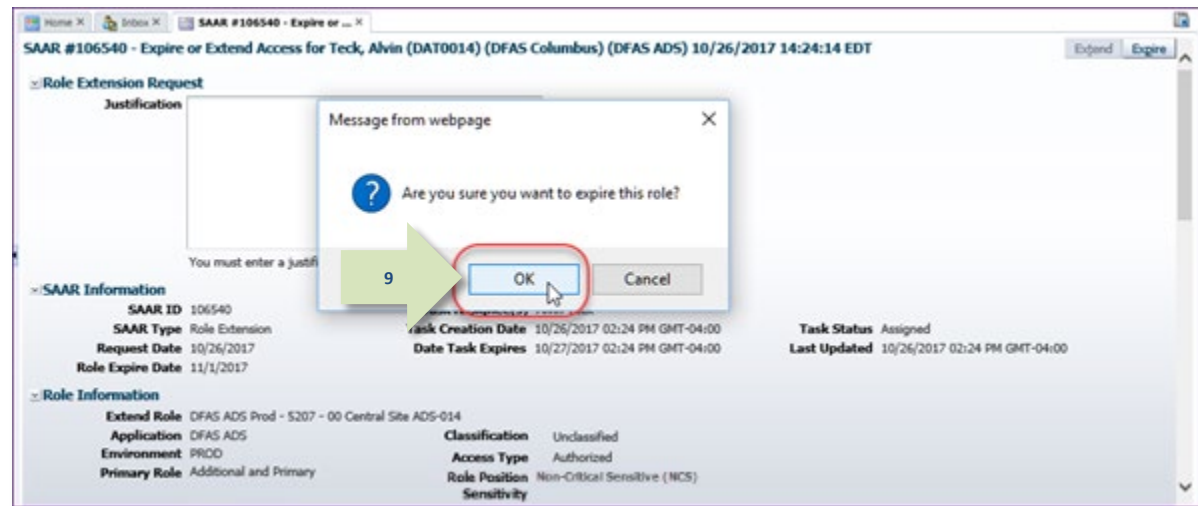 Home X Inbox X SAAR #106540 - Expire or ... X
SAAR #106540 - Expire or Extend Access for Teck, Alvin (DAT0014) (DFAS Columbus) (DFAS ADS) 10/26/2017 14:24:14 EDT Extend Expire
Role Extension Request
Justification
Message from webpage
Are you sure you want to expire this role?
You must enter a justifi
9 OK Cancel
SAAR Information
SAAR ID 106540
SAAR Type Role Extension Task Creation Date 10/26/2017 02:24 PM GMT-04:00 Task Status Assigned
Request Date 10/26/2017 Date Task Expires 10/27/2017 02:24 PM GMT-04:00 Last Updated 10/26/2017 02:24 PM GMT-04:00
Role Expire Date 11/1/2017
Role Information
Extend Role DFAS ADS Prod - 5207 - 00 Central Site ADS-014
Application DFAS ADS Classification Unclassified
Environment PROD Access Type Authorized
Primary Role Additional and Primary Role Position Non-Critical Sensitive (NCS)
Sensitivity